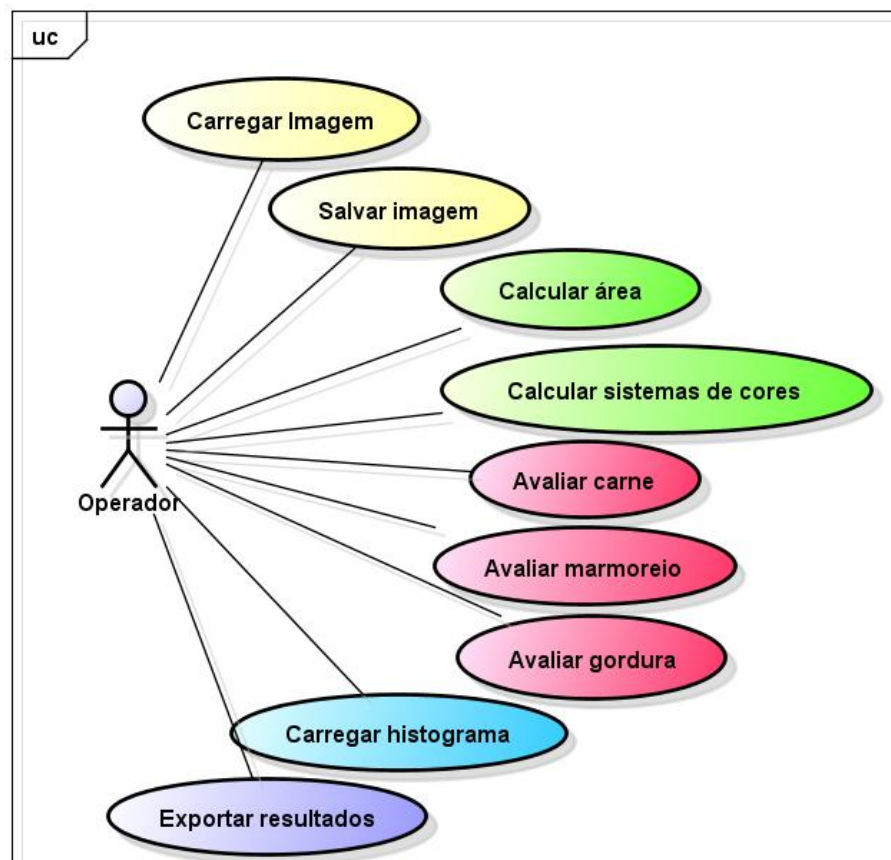 uc
Carregar Imagem
Salvar imagem
Calcular área
Calcular sistemas de cores
Avaliar carne
Operador
Avaliar marmoreio
Avaliar gordura
Carregar histograma
Exportar resultados